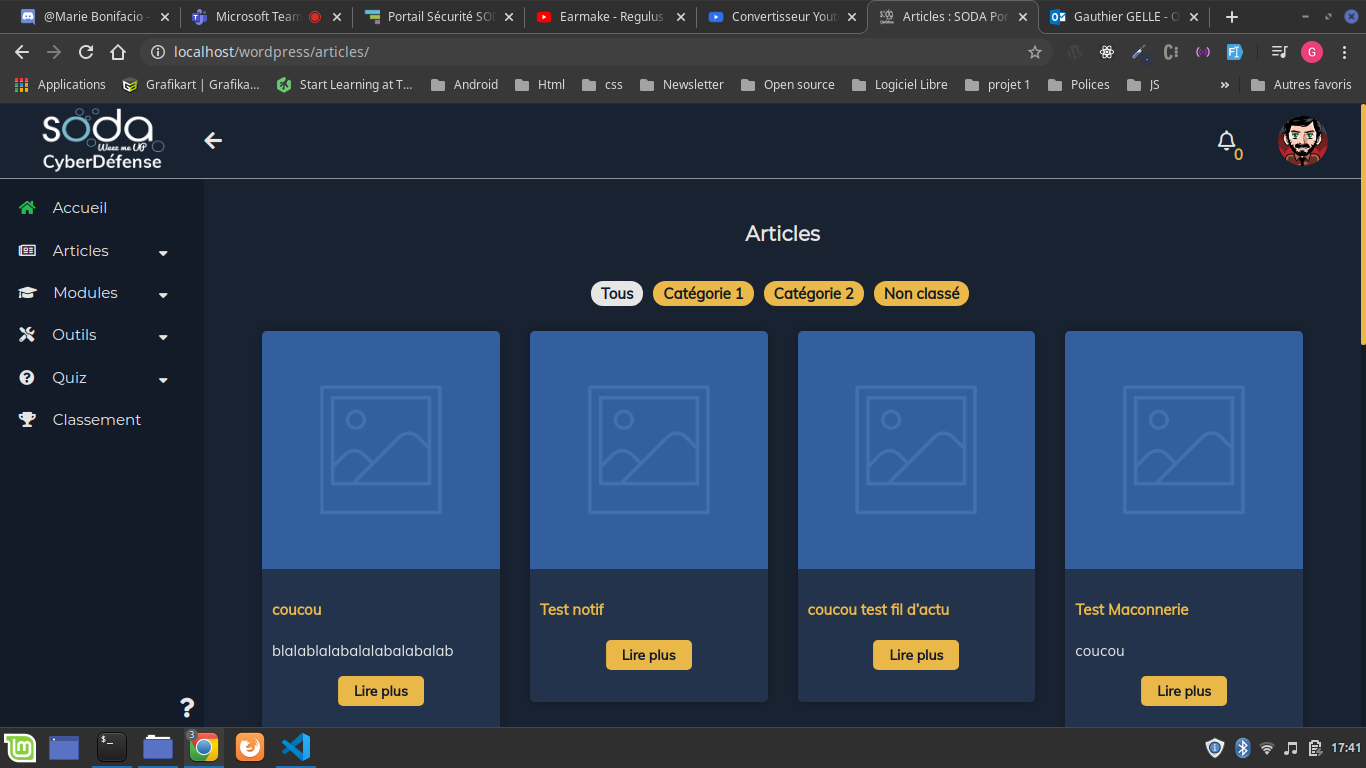 @Marie Bonifacio -
Microsoft Team
Portail Sécurité SO
Earmake - Regulus
Convertisseur Yout
Articles : SODA Por
Gauthier GELLE - O
localhost/wordpress/articles/
G
Applications
Grafikart | Grafika...
Start Learning at T...
Android
Html
css
Newsletter
Open source
Logiciel Libre
projet 1
Polices
JS
»
Autres favoris
soda
Weez me UP
CyberDéfense
0
Accueil
Articles
Modules
Outils
Quiz
Classement
?
Articles
Tous
Catégorie 1
Catégorie 2
Non classé
coucou
blalablalabalalabalabalab
Lire plus
Test notif
Lire plus
coucou test fil d'actu
Lire plus
Test Maconnerie
coucou
Lire plus
$_
3
17:41